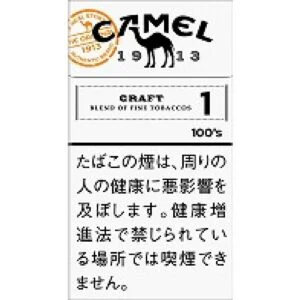 CAMEL
1913
CRAFT
BLEND OF FINE TOBACCOS
1
100's
たばこの煙は、周りの
人の健康に悪影響を
及ぼします。健康増
進法で禁じられてい
る場所では喫煙でき
ません。